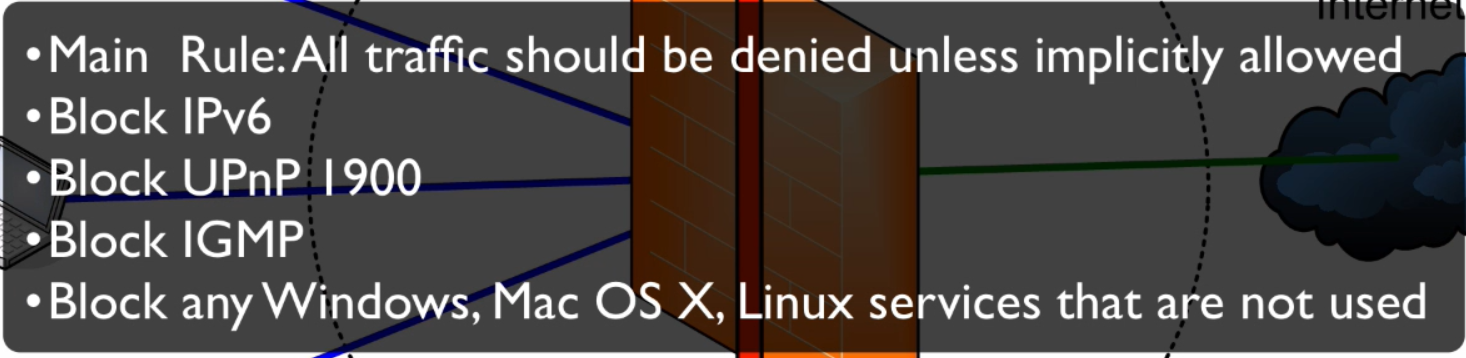 Internet
•Main Rule: All traffic should be denied unless implicitly allowed
•Block IPv6
•Block UPnP 1900
•Block IGMP
•Block any Windows, Mac OS X, Linux services that are not used